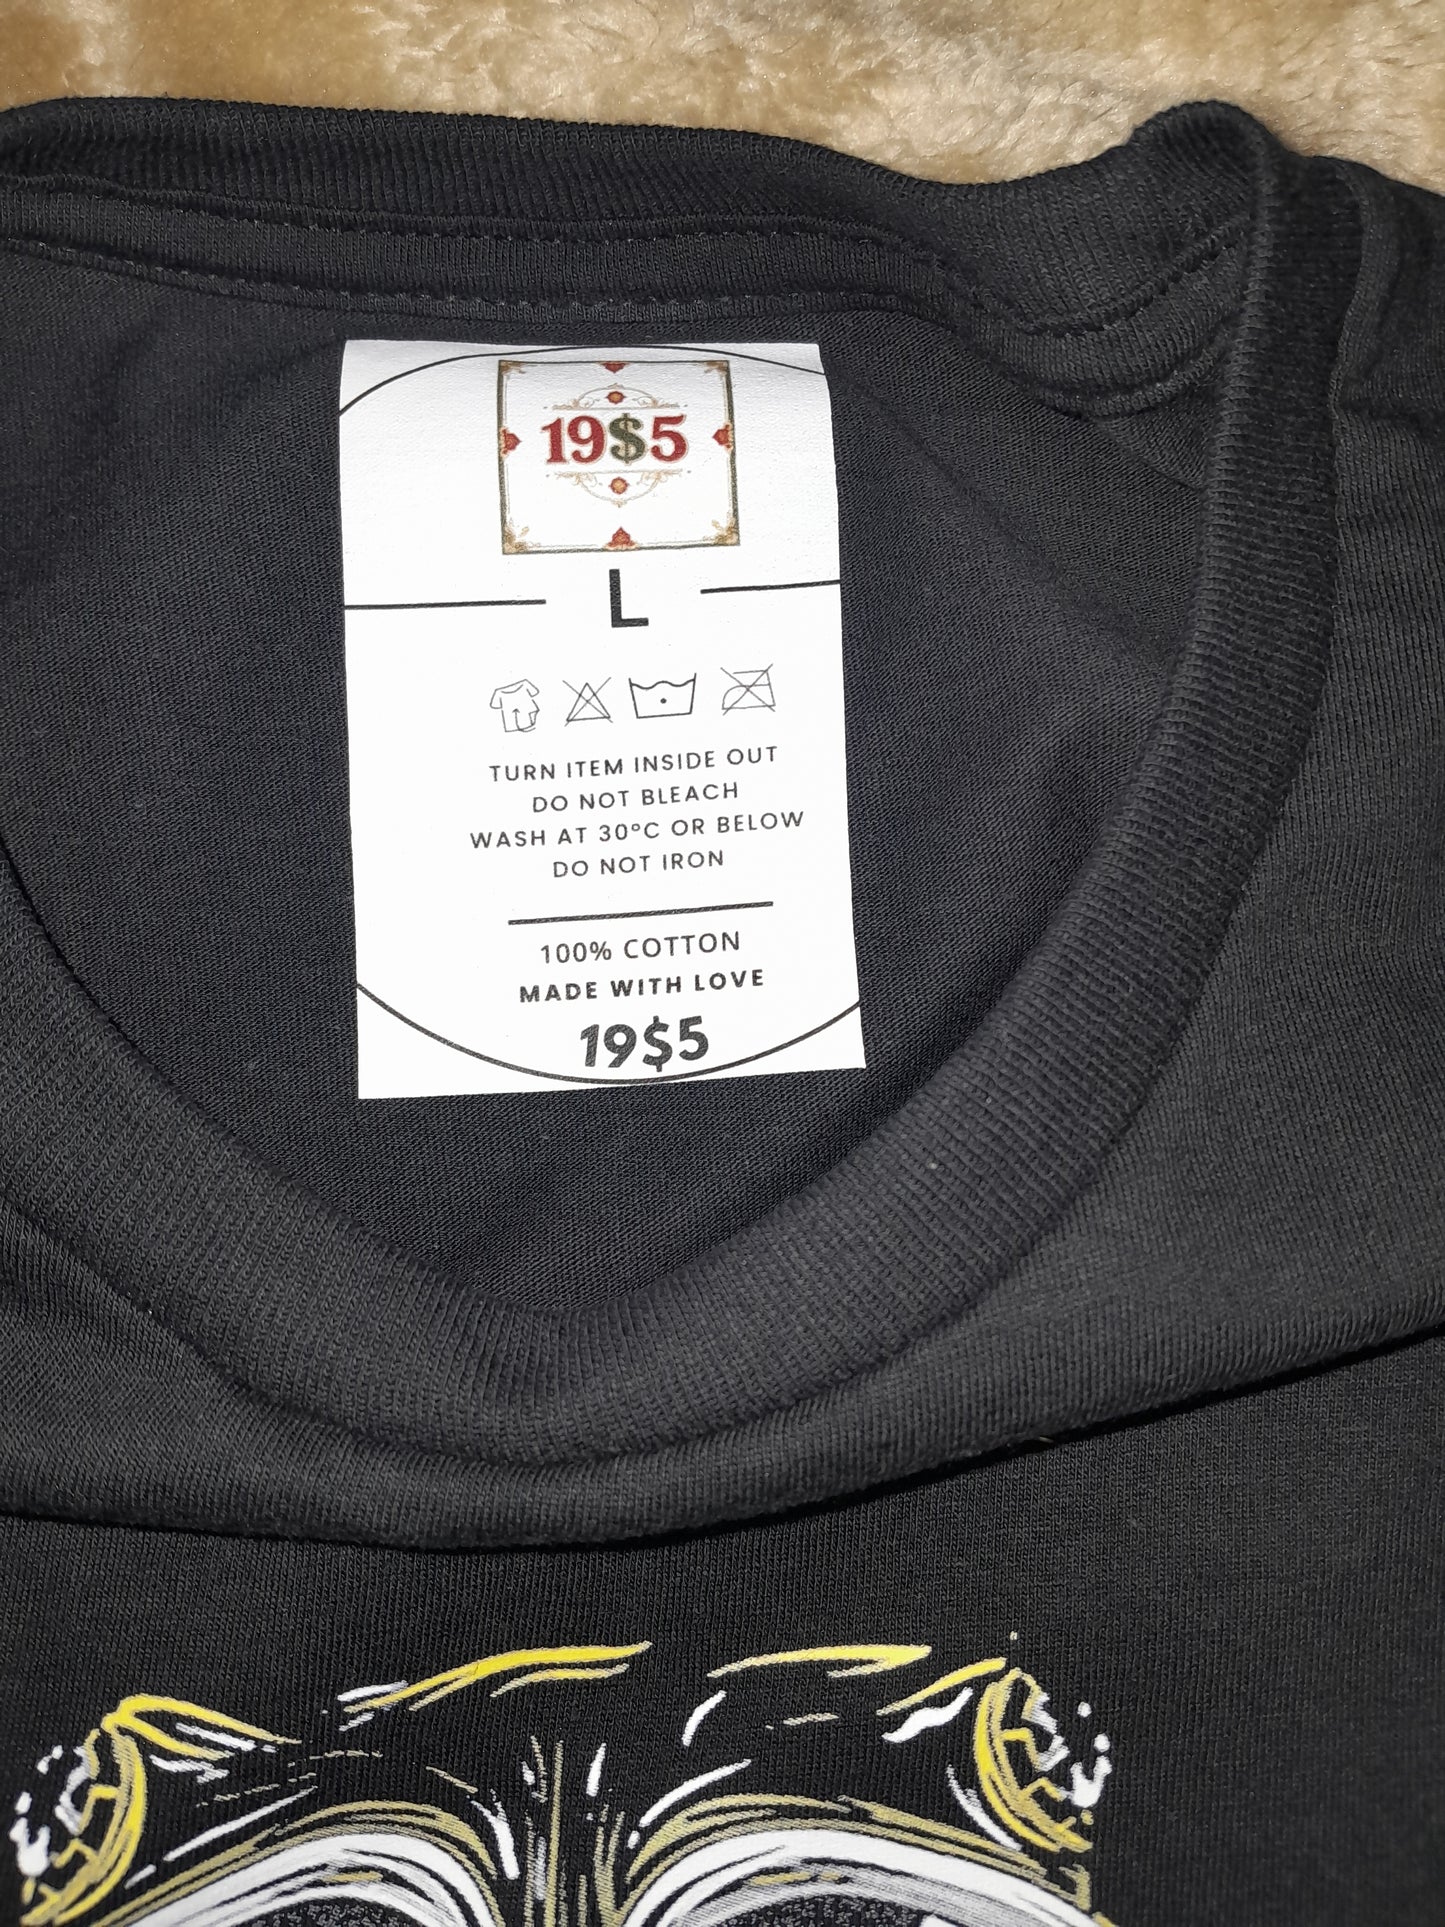 19$5
L
TURN ITEM INSIDE OUT
DO NOT BLEACH
WASH AT 30°C OR BELOW
DO NOT IRON
100% COTTON
MADE WITH LOVE
19$5